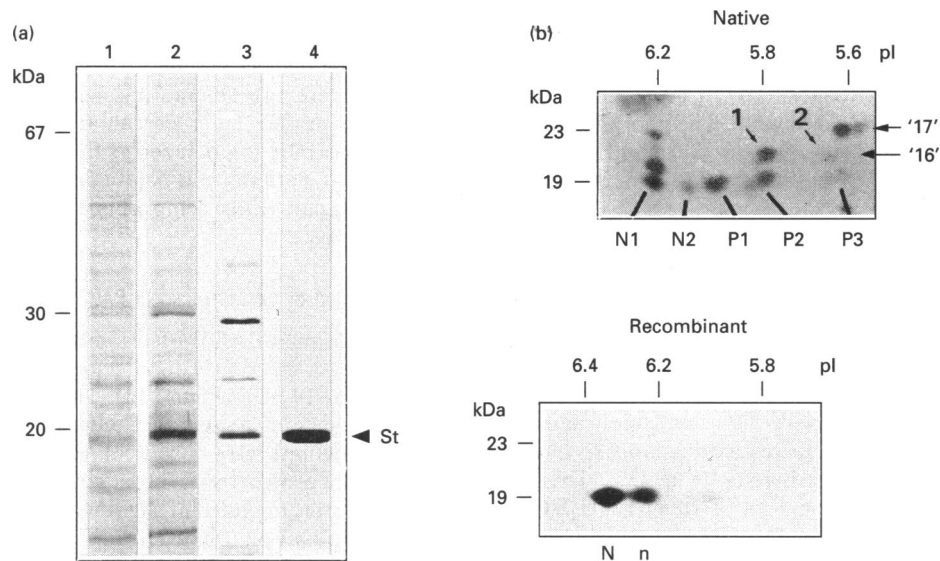 (a)
1 2 3 4
kDa
67
30
20
St
(b)
Native
6.2 5.8 5.6 pI
kDa
23
19
1 2
'17'
'16'
N1 N2 P1 P2 P3
Recombinant
6.4 6.2 5.8 pI
kDa
23
19
N n